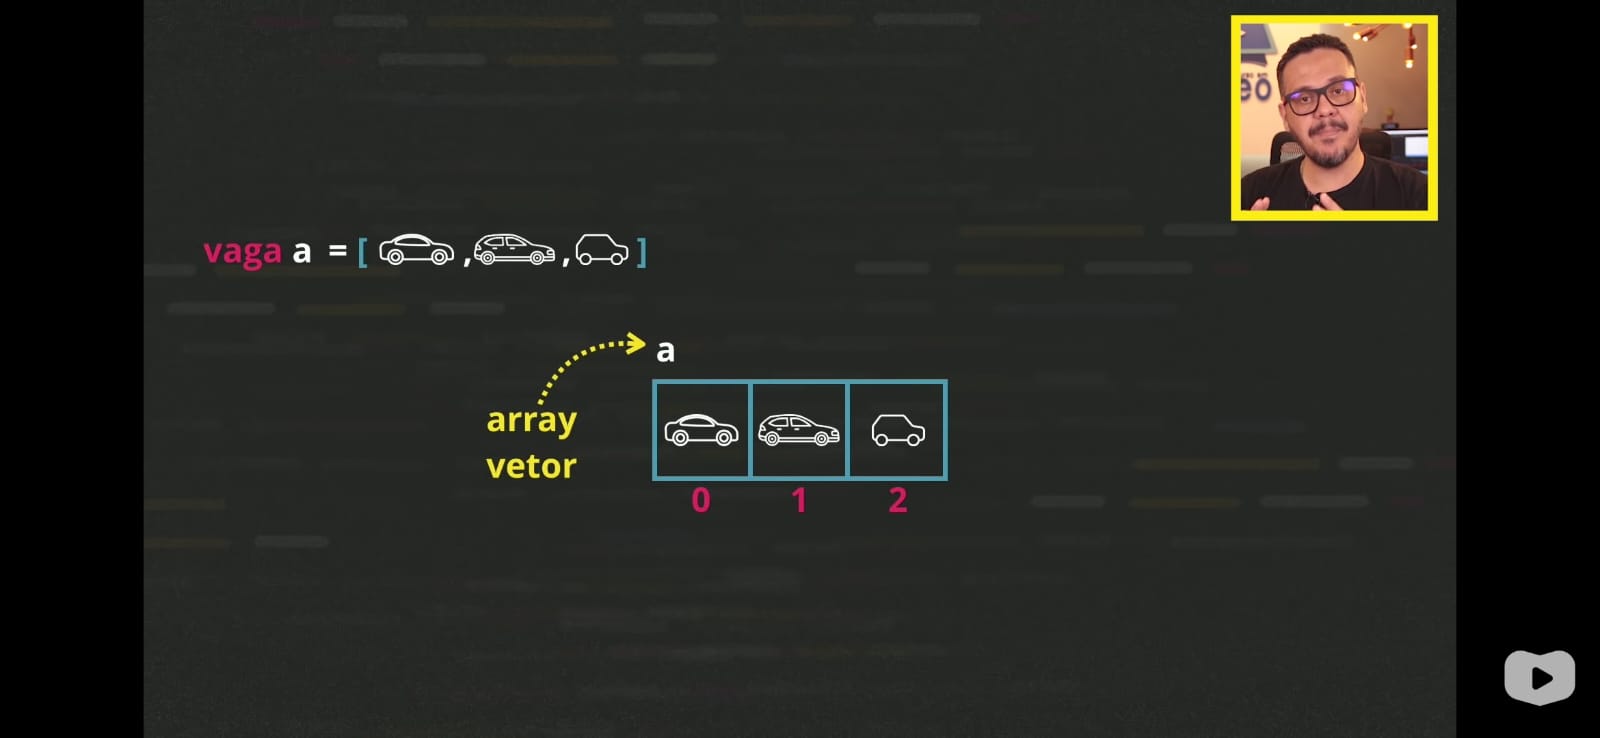 vaga a = [ , , ]
a
array
vetor
0 1 2